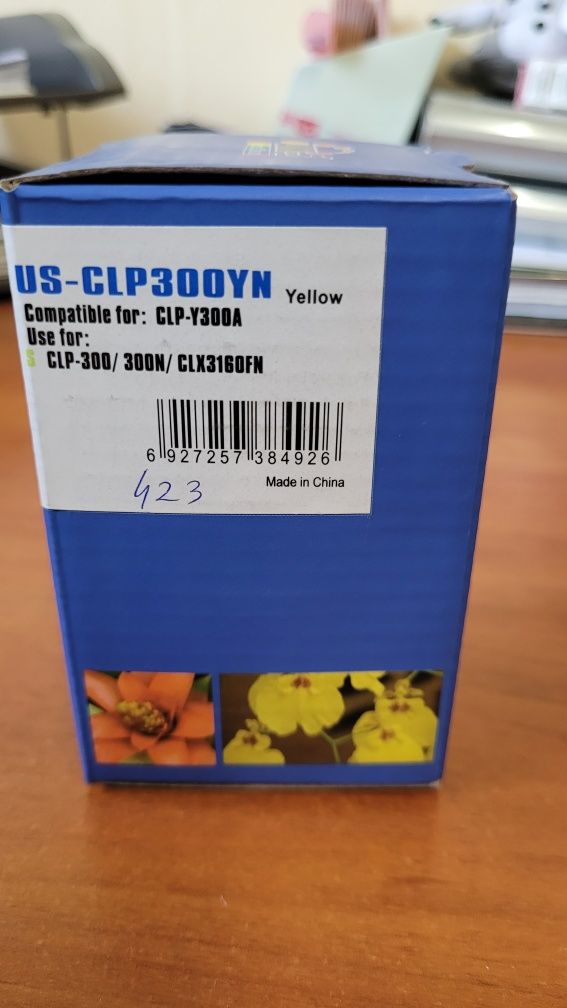 US-CLP300YN Yellow
Compatible for: CLP-Y300A
Use for:
S CLP-300/ 300N/ CLX3160FN
6 927257 384926
423
Made in China